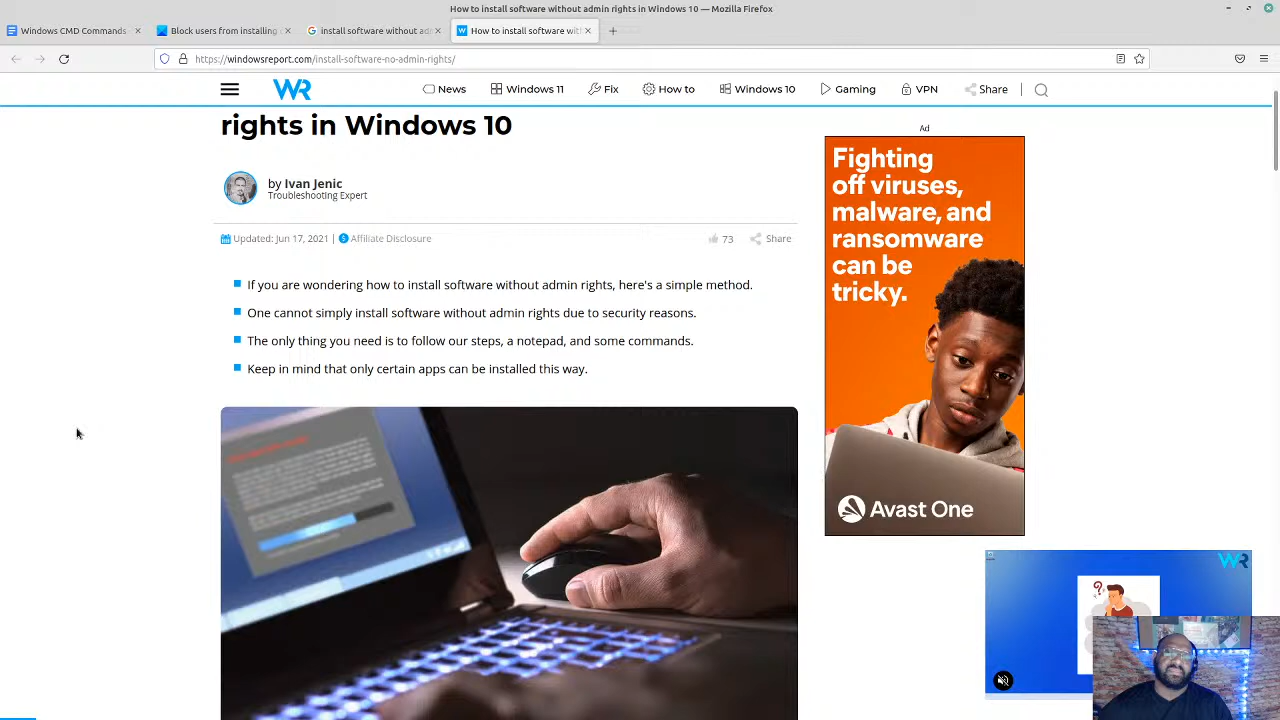 How to install software without admin rights in Windows 10 — Mozilla Firefox
Windows CMD Commands
Block users from installing
install software without ad
How to install software wit
https://windowsreport.com/install-software-no-admin-rights/
WR
News
Windows 11
Fix
How to
Windows 10
Gaming
VPN
Share
rights in Windows 10
by Ivan Jenic
Troubleshooting Expert
Updated: Jun 17, 2021 | Affiliate Disclosure
73
Share
If you are wondering how to install software without admin rights, here's a simple method.
One cannot simply install software without admin rights due to security reasons.
The only thing you need is to follow our steps, a notepad, and some commands.
Keep in mind that only certain apps can be installed this way.
Ad
Fighting
off viruses,
malware, and
ransomware
can be
tricky.
Avast One
WR